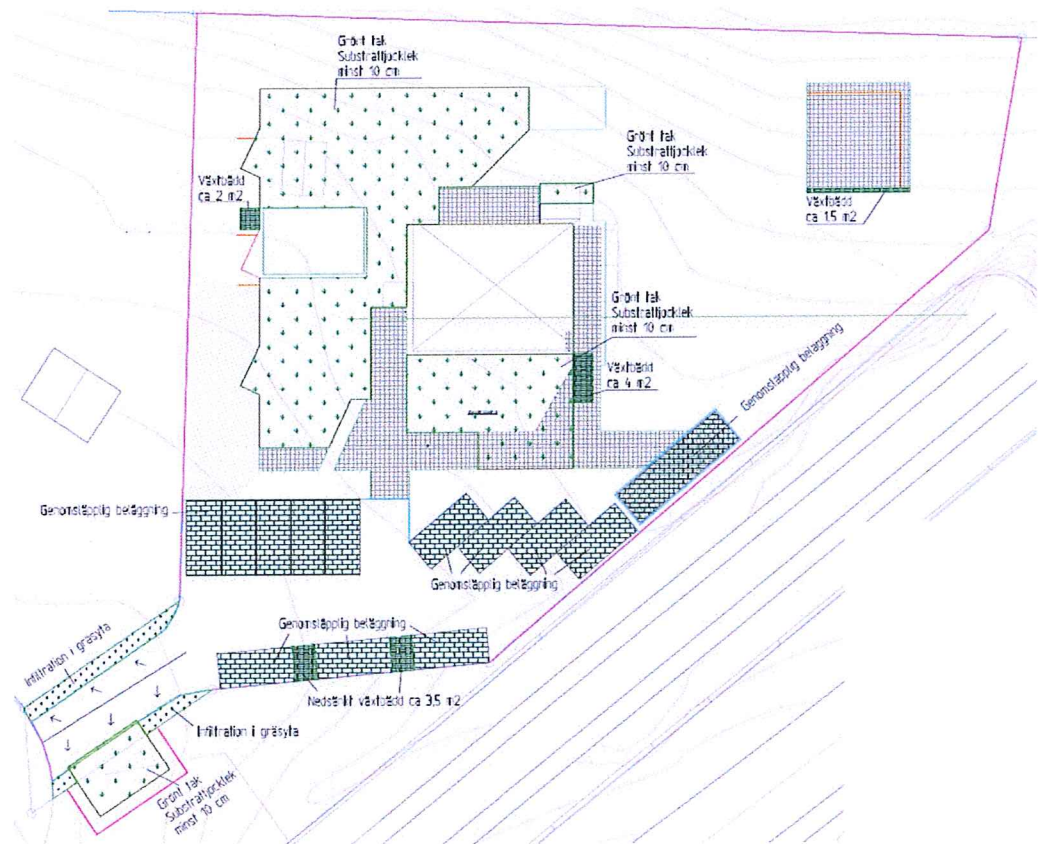 Grönt tak
Substrattjocklek
minst 10 cm
Grönt tak
Substrattjocklek
minst 10 cm
Växtbädd
ca 2 m2
Växtbädd
ca 1,5 m2
Grönt tak
Substrattjocklek
minst 10 cm
Växtbädd
ca 4 m2
Genomsläpplig beläggning
Genomsläpplig beläggning
Genomsläpplig beläggning
Genomsläpplig beläggning
Infiltration i gräsyta
Nedsänkt växtbädd ca 3,5 m2
Infiltration i gräsyta
Grönt tak
Substrattjocklek
minst 10 cm